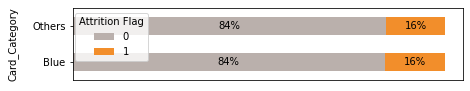 Card_Category
Attrition Flag
0
1
Others
84%
16%
Blue
84%
16%